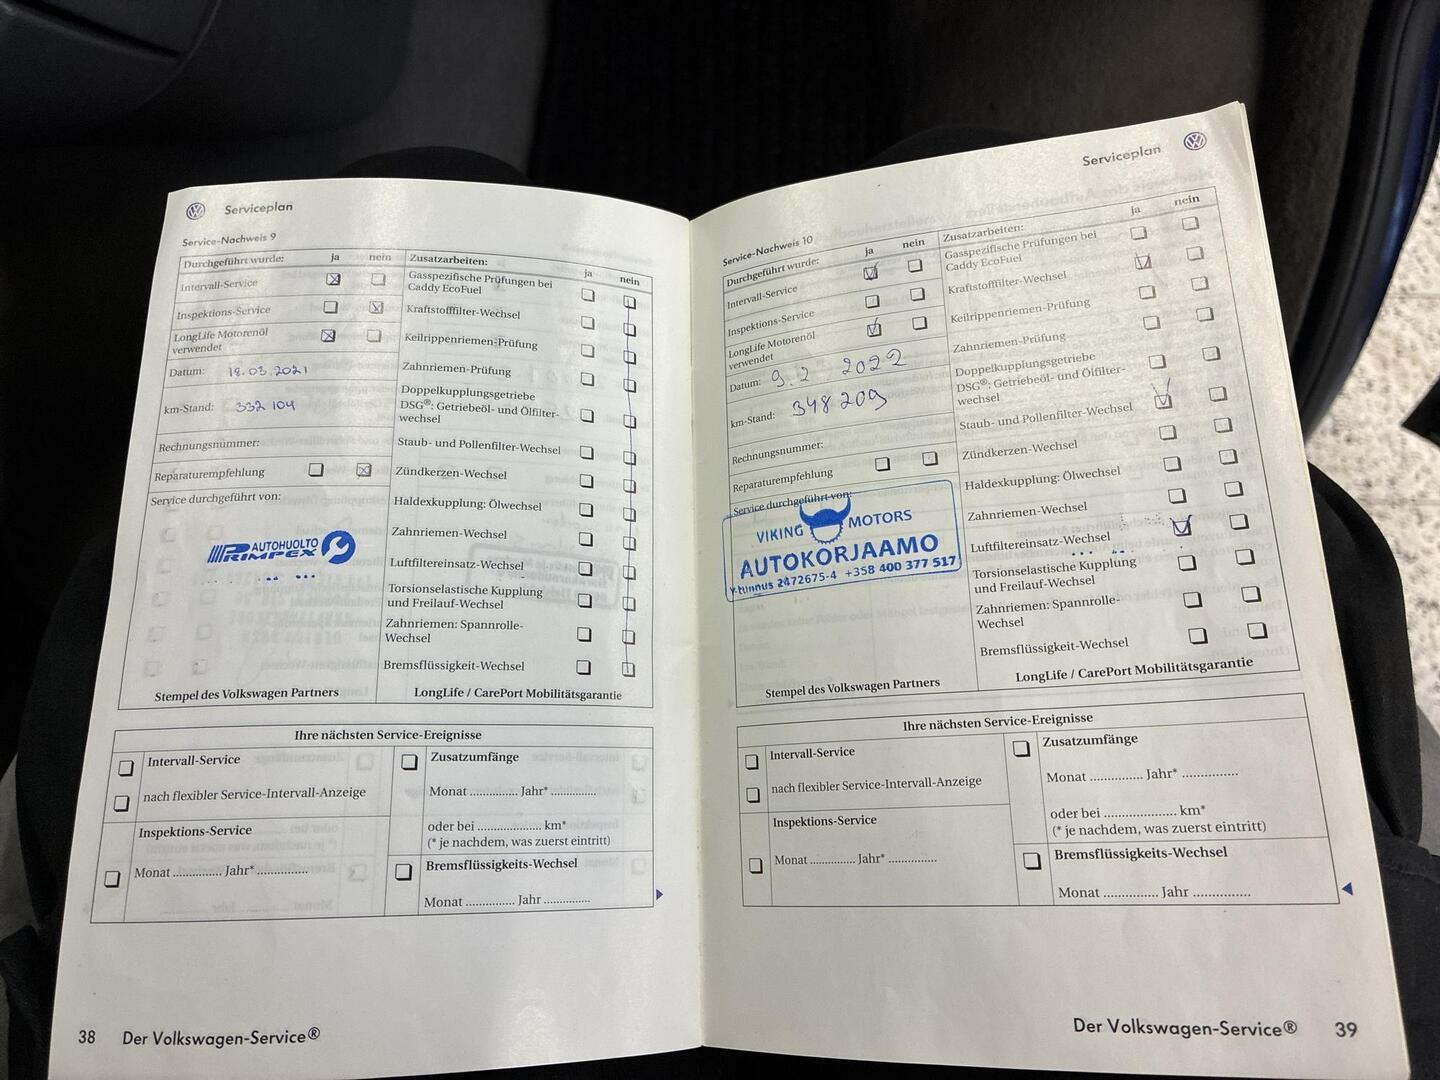 Serviceplan
Service-Nachweis 9
Durchgeführt wurde: ja nein
Intervall-Service
Inspektions-Service
LongLife Motorenöl
verwendet
Datum: 18.03.2021
km-Stand: 332 104
Rechnungsnummer:
Reparaturempfehlung
Service durchgeführt von:
AUTOHUOLTO
PRIMPEX
Stempel des Volkswagen Partners
Zusatzarbeiten: ja nein
Gasspezifische Prüfungen bei
Caddy EcoFuel
Kraftstofffilter-Wechsel
Keilrippenriemen-Prüfung
Zahnriemen-Prüfung
Doppelkupplungsgetriebe
DSG®: Getriebeöl- und Ölfilter-
wechsel
Staub- und Pollenfilter-Wechsel
Zündkerzen-Wechsel
Haldexkupplung: Ölwechsel
Zahnriemen-Wechsel
Luftfiltereinsatz-Wechsel
Torsionselastische Kupplung
und Freilauf-Wechsel
Zahnriemen: Spannrolle-
Wechsel
Bremsflüssigkeit-Wechsel
LongLife / CarePort Mobilitätsgarantie
Ihre nächsten Service-Ereignisse
Intervall-Service
nach flexibler Service-Intervall-Anzeige
Inspektions-Service
Monat .............. Jahr* ..............
Zusatzumfänge
Monat .............. Jahr* .............
oder bei ................... km*
(* je nachdem, was zuerst eintritt)
Bremsflüssigkeits-Wechsel
Monat .............. Jahr .............
38 Der Volkswagen-Service®
Serviceplan
Service-Nachweis 10
Durchgeführt wurde: ja nein
Intervall-Service
Inspektions-Service
LongLife Motorenöl
verwendet
Datum: 9.2.2022
km-Stand: 348 209
Rechnungsnummer:
Reparaturempfehlung
Service durchgeführt von:
VIKING MOTORS
AUTOKORJAAMO
Y-tunnus 2472675-4 +358 400 377 517
Stempel des Volkswagen Partners
Zusatzarbeiten: ja nein
Gasspezifische Prüfungen bei
Caddy EcoFuel
Kraftstofffilter-Wechsel
Keilrippenriemen-Prüfung
Zahnriemen-Prüfung
Doppelkupplungsgetriebe
DSG®: Getriebeöl- und Ölfilter-
wechsel
Staub- und Pollenfilter-Wechsel
Zündkerzen-Wechsel
Haldexkupplung: Ölwechsel
Zahnriemen-Wechsel
Luftfiltereinsatz-Wechsel
Torsionselastische Kupplung
und Freilauf-Wechsel
Zahnriemen: Spannrolle-
Wechsel
Bremsflüssigkeit-Wechsel
LongLife / CarePort Mobilitätsgarantie
Ihre nächsten Service-Ereignisse
Intervall-Service
nach flexibler Service-Intervall-Anzeige
Inspektions-Service
Monat .............. Jahr* ..............
Zusatzumfänge
Monat .............. Jahr* ...............
oder bei .................... km*
(* je nachdem, was zuerst eintritt)
Bremsflüssigkeits-Wechsel
Monat .............. Jahr ...............
Der Volkswagen-Service® 39